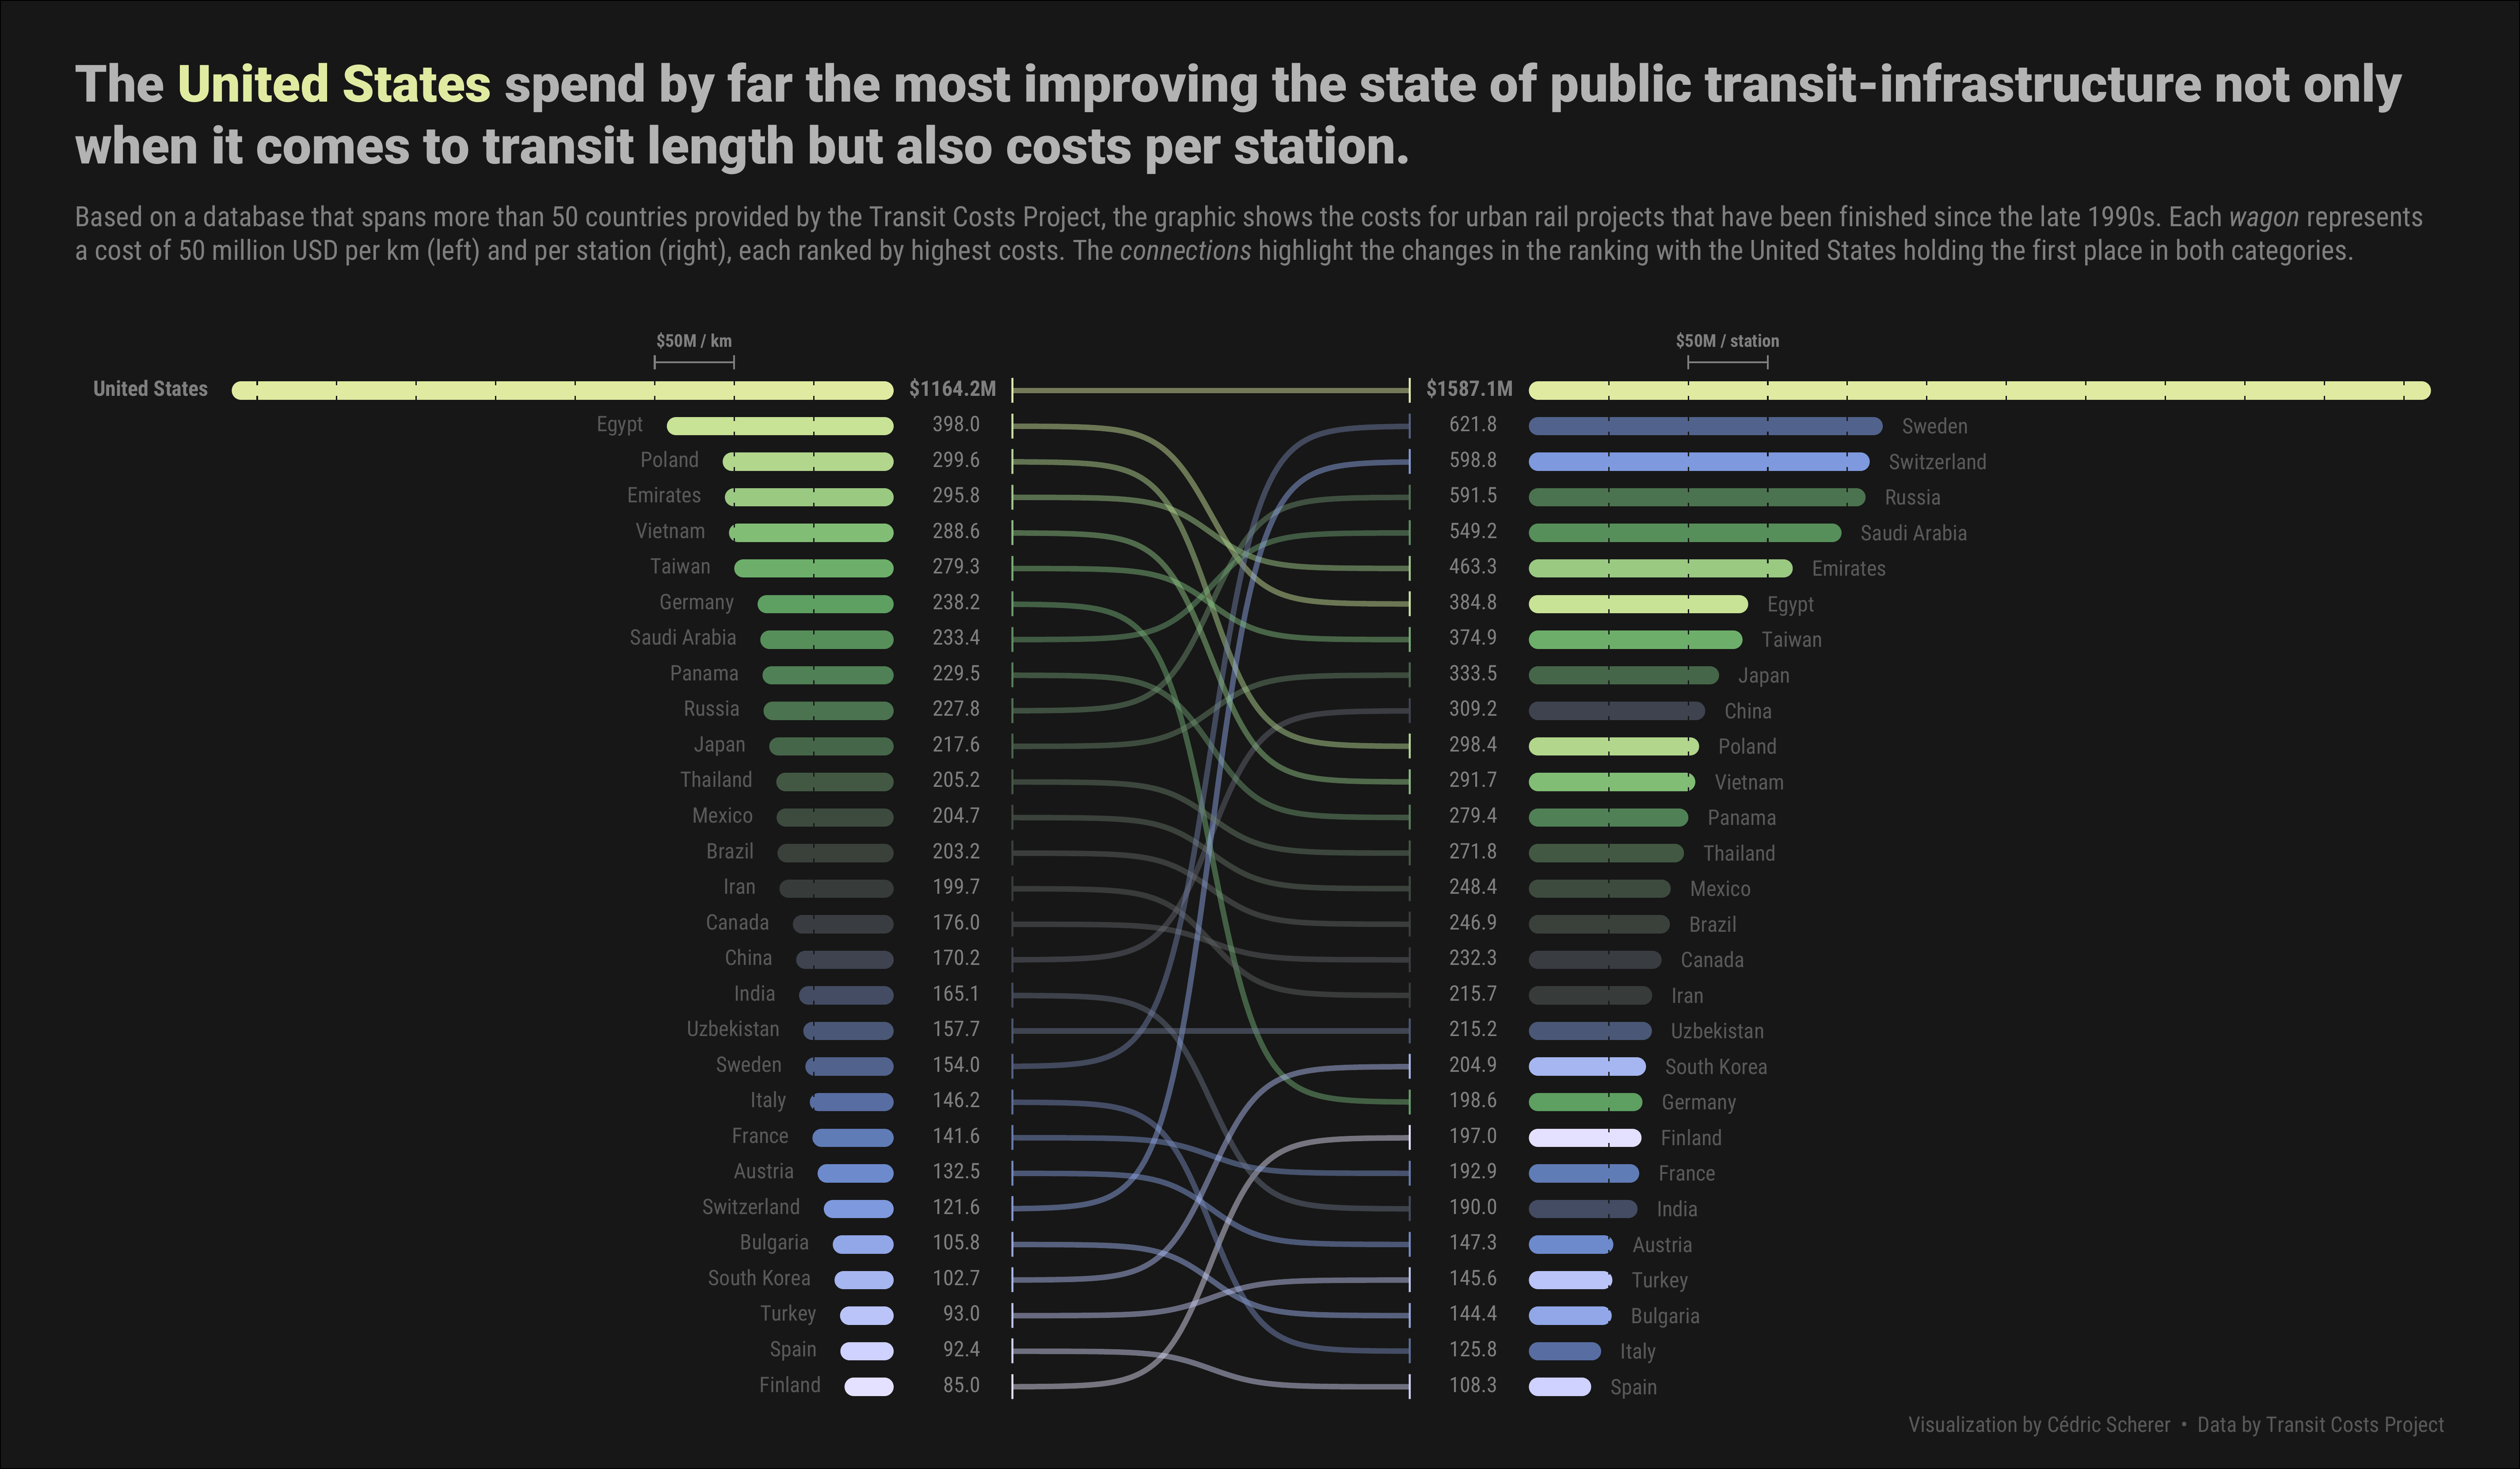 The United States spend by far the most improving the state of public transit-infrastructure not only
when it comes to transit length but also costs per station.
Based on a database that spans more than 50 countries provided by the Transit Costs Project, the graphic shows the costs for urban rail projects that have been finished since the late 1990s. Each wagon represents
a cost of 50 million USD per km (left) and per station (right), each ranked by highest costs. The connections highlight the changes in the ranking with the United States holding the first place in both categories.
$50M / km $50M / station
United States $1164.2M $1587.1M
Egypt 398.0 621.8 Sweden
Poland 299.6 598.8 Switzerland
Emirates 295.8 591.5 Russia
Vietnam 288.6 549.2 Saudi Arabia
Taiwan 279.3 463.3 Emirates
Germany 238.2 384.8 Egypt
Saudi Arabia 233.4 374.9 Taiwan
Panama 229.5 333.5 Japan
Russia 227.8 309.2 China
Japan 217.6 298.4 Poland
Thailand 205.2 291.7 Vietnam
Mexico 204.7 279.4 Panama
Brazil 203.2 271.8 Thailand
Iran 199.7 248.4 Mexico
Canada 176.0 246.9 Brazil
China 170.2 232.3 Canada
India 165.1 215.7 Iran
Uzbekistan 157.7 215.2 Uzbekistan
Sweden 154.0 204.9 South Korea
Italy 146.2 198.6 Germany
France 141.6 197.0 Finland
Austria 132.5 192.9 France
Switzerland 121.6 190.0 India
Bulgaria 105.8 147.3 Austria
South Korea 102.7 145.6 Turkey
Turkey 93.0 144.4 Bulgaria
Spain 92.4 125.8 Italy
Finland 85.0 108.3 Spain
Visualization by Cédric Scherer • Data by Transit Costs Project